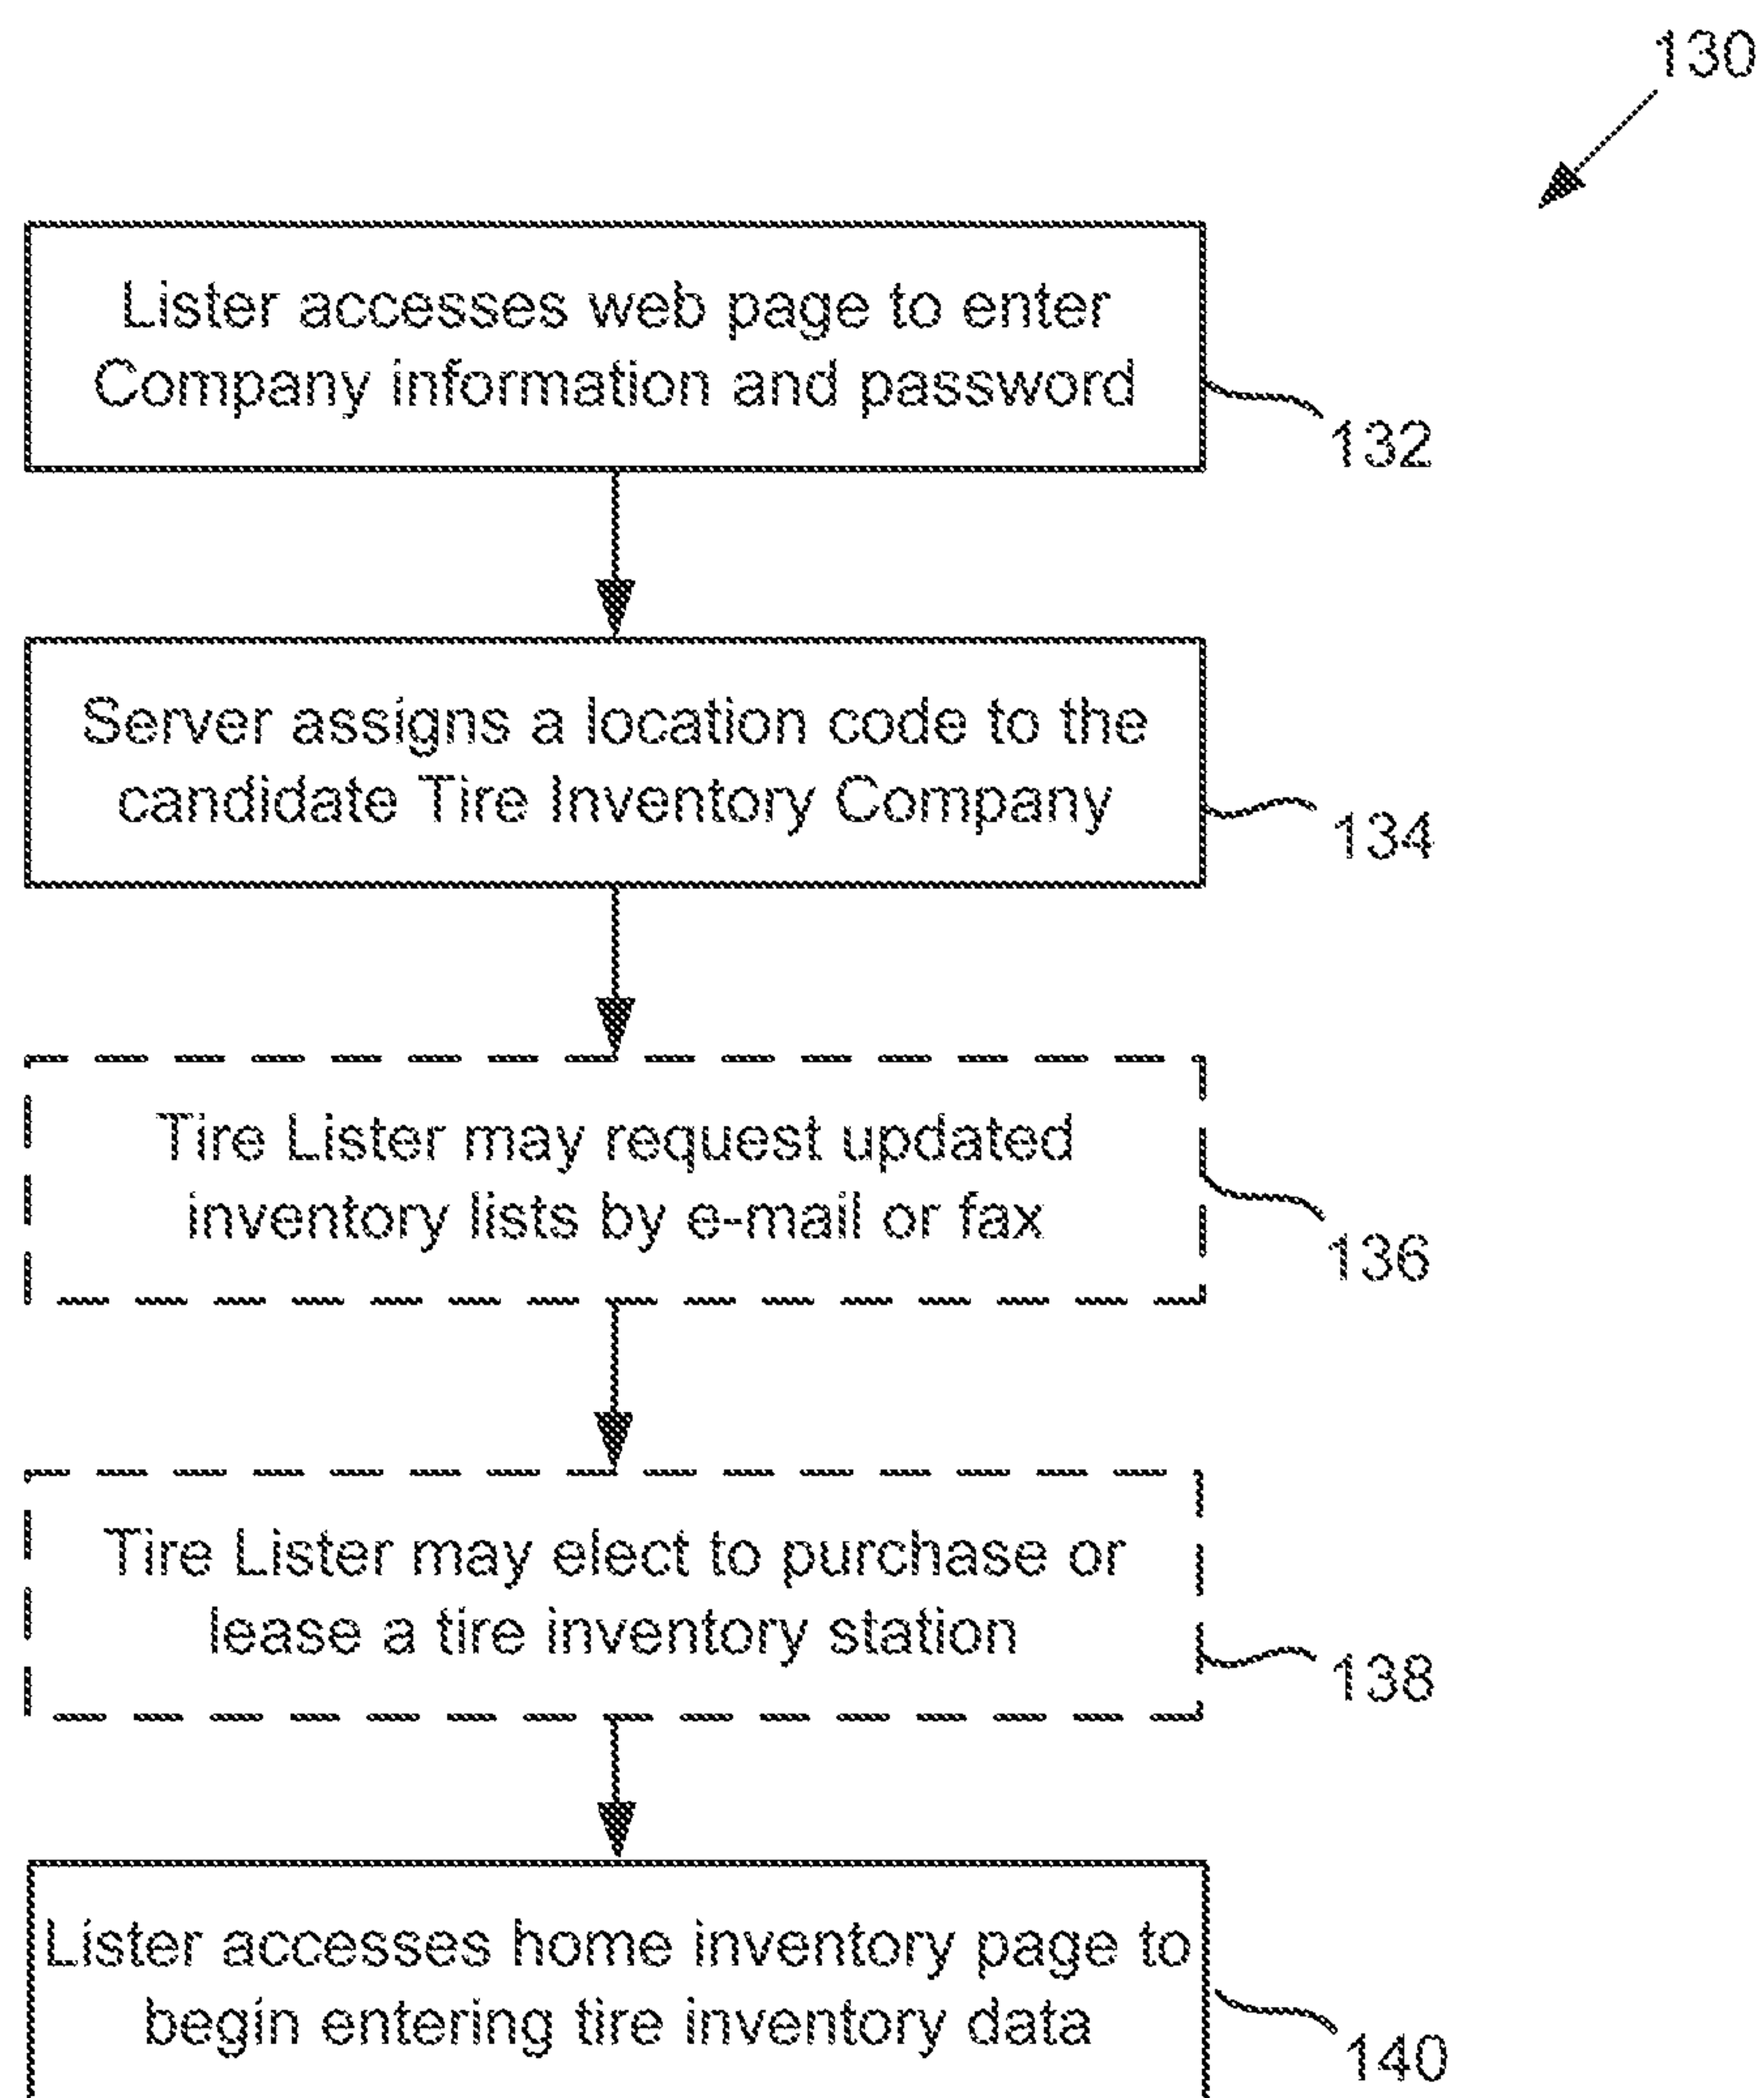 130
Lister accesses web page to enter
Company information and password
132
Server assigns a location code to the
candidate Tire Inventory Company
134
Tire Lister may request updated
inventory lists by e-mail or fax
136
Tire Lister may elect to purchase or
lease a tire inventory station
138
Lister accesses home inventory page to
begin entering tire inventory data
140